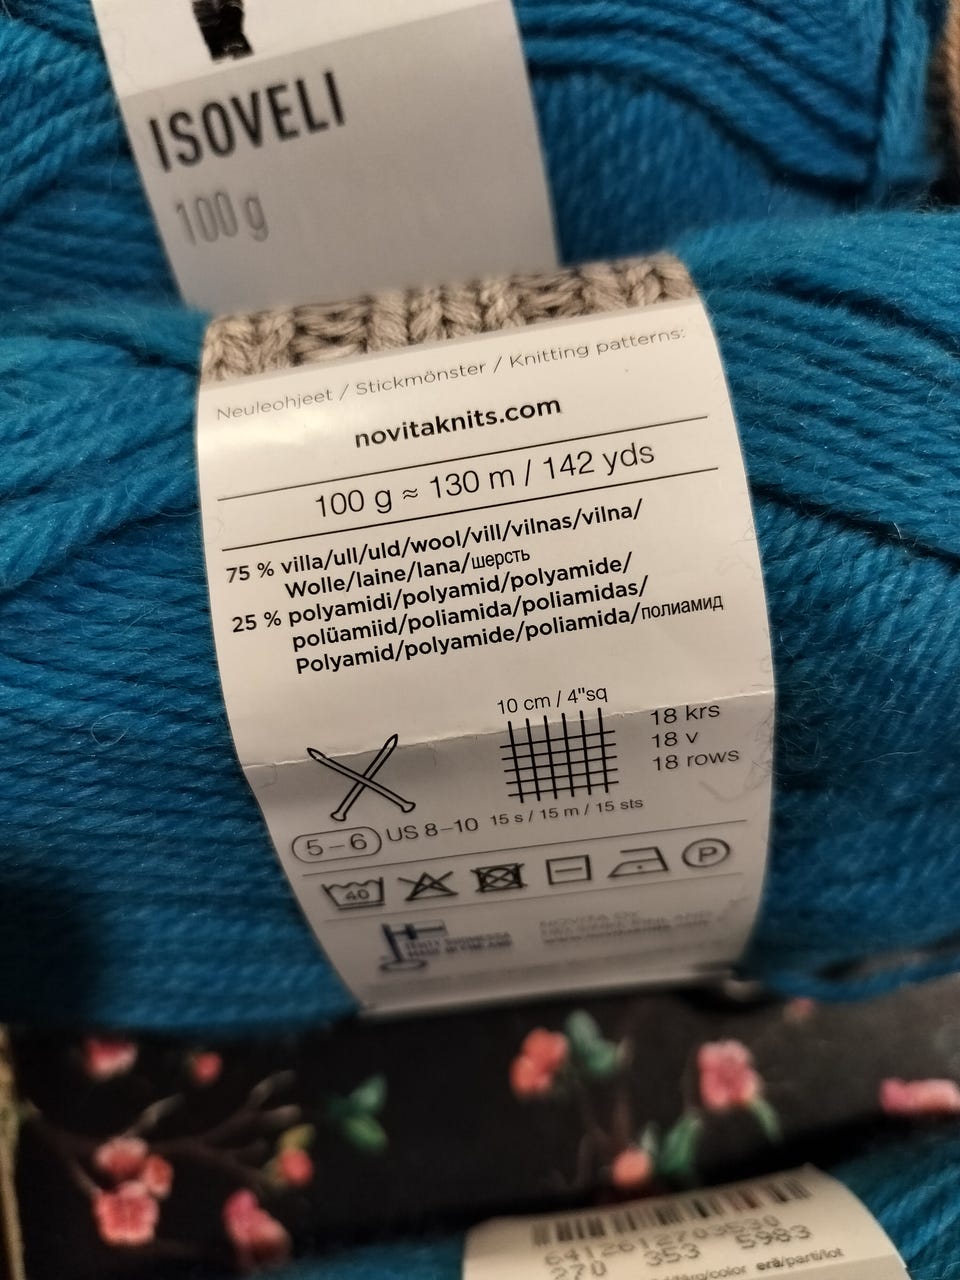 ISOVELI
100 g
Neuleohjeet / Stickmönster / Knitting patterns:
novitaknits.com
100 g ≈ 130 m / 142 yds
75 % villa/ull/uld/wool/vill/vilnas/vilna/
Wolle/laine/lana/шерсть
25 % polyamidi/polyamid/polyamide/
polüamiid/poliamida/poliamidas/
Polyamid/polyamide/poliamida/полиамид
10 cm / 4"sq
18 krs
18 v
18 rows
15 s / 15 m / 15 sts
5–6 US 8–10
40
P
6412612703530
270 353 5983
färg/color erä/parti/lot